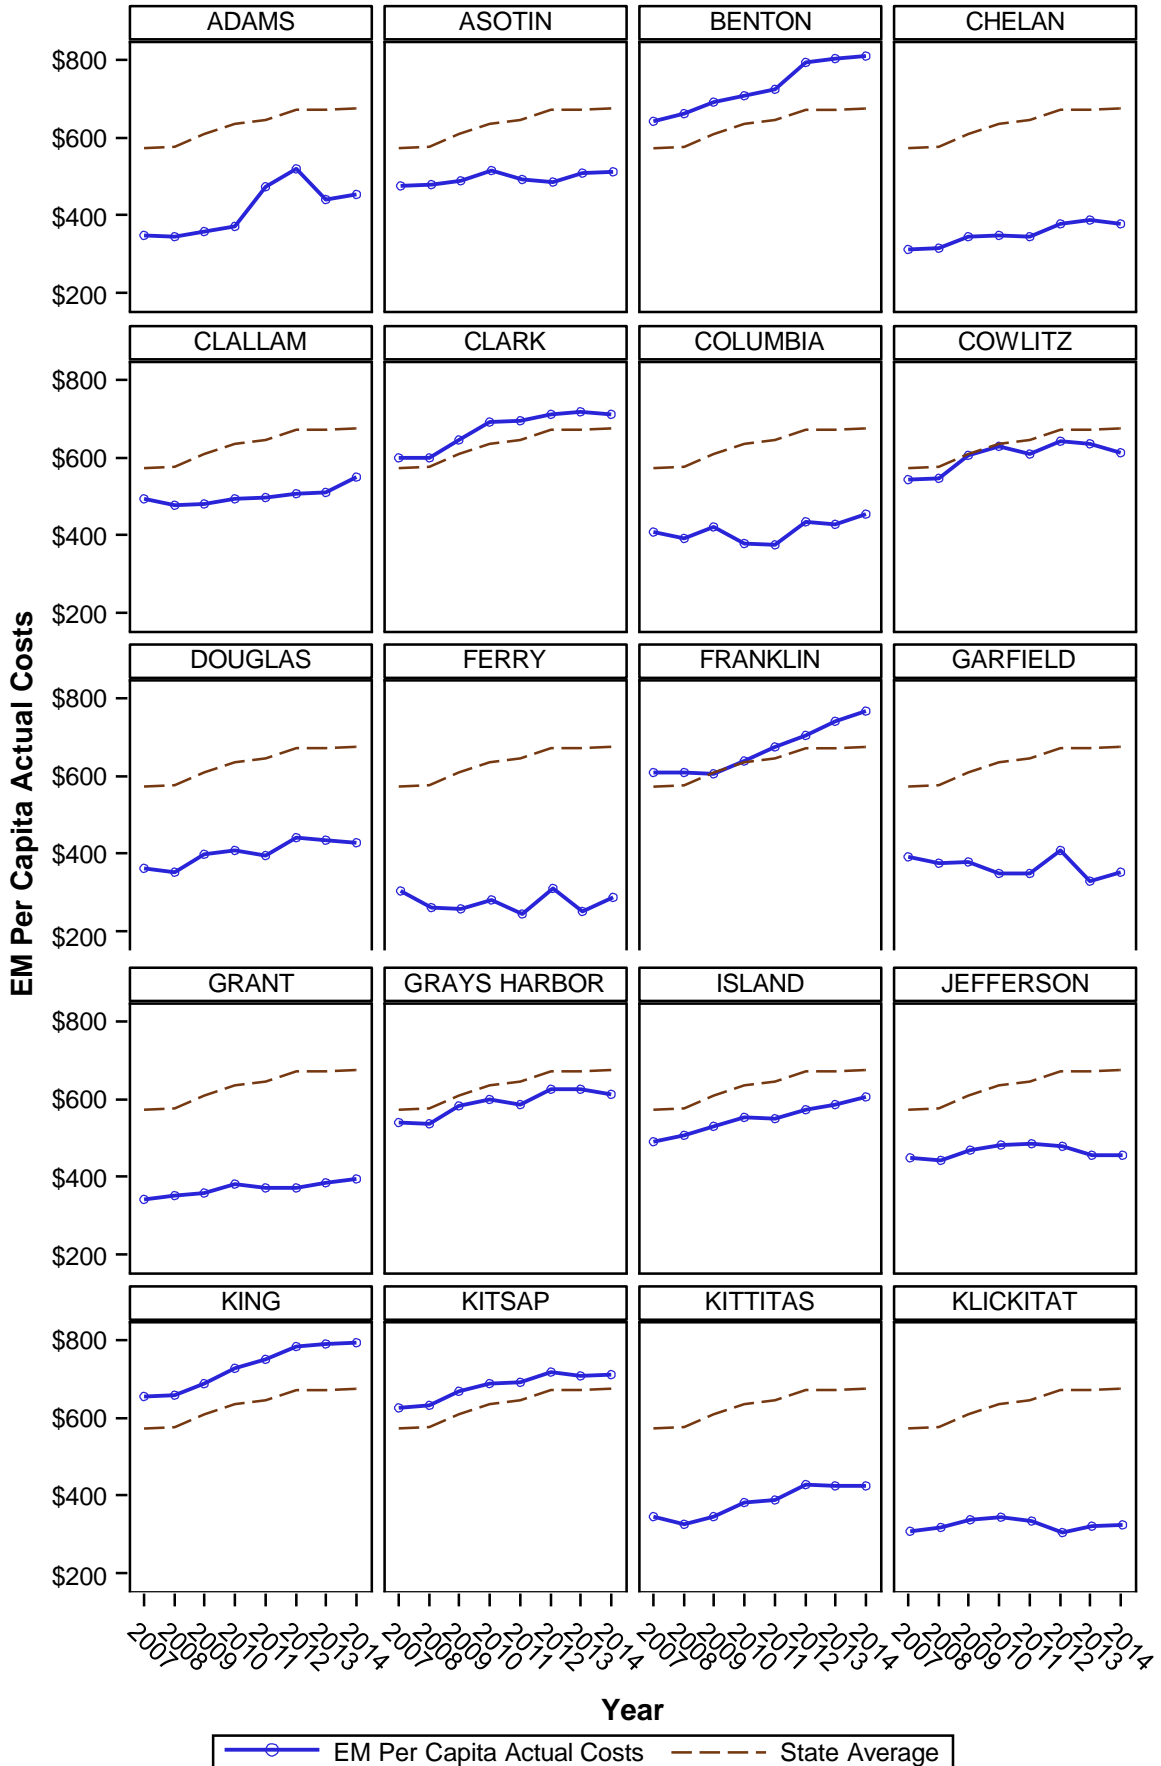 ADAMS ASOTIN BENTON CHELAN
$800
$600
$400
$200
CLALLAM CLARK COLUMBIA COWLITZ
$800
$600
$400
$200
DOUGLAS FERRY FRANKLIN GARFIELD
$800
$600
$400
$200
GRANT GRAYS HARBOR ISLAND JEFFERSON
$800
$600
$400
$200
KING KITSAP KITTITAS KLICKITAT
$800
$600
$400
$200
EM Per Capita Actual Costs
2007 2008 2009 2010 2011 2012 2013 2014 2007 2008 2009 2010 2011 2012 2013 2014 2007 2008 2009 2010 2011 2012 2013 2014 2007 2008 2009 2010 2011 2012 2013 2014
Year
EM Per Capita Actual Costs State Average